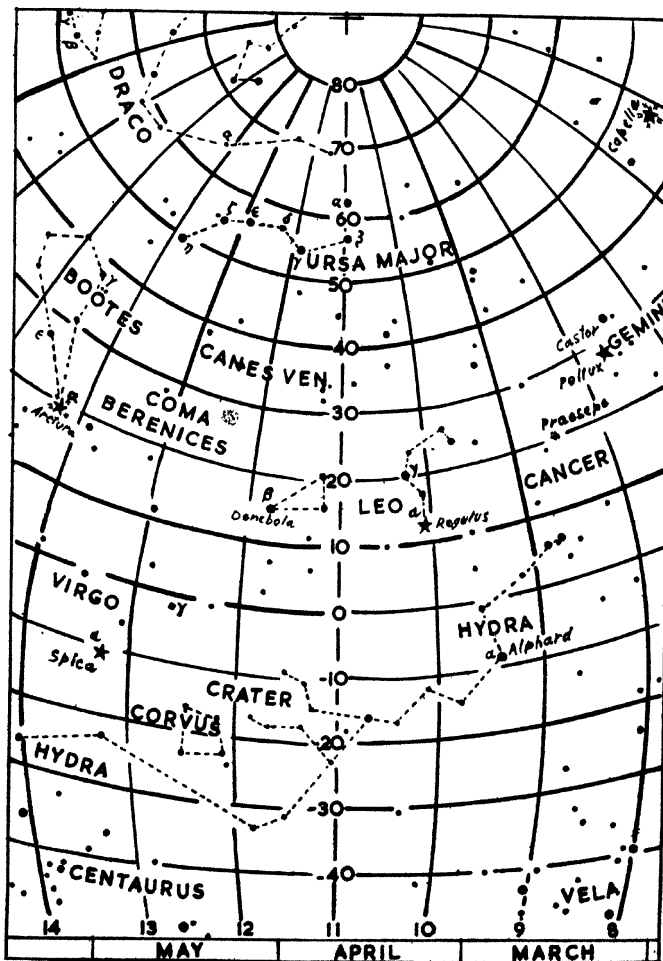 β
DRACO
80
α
Capella
70
α
α
60
ζ
ε
δ
η
γ
β
URSA MAJOR
50
BOÖTES
γ
ε
Castor
GEMIN
Pollux
40
CANES VEN.
α
COMA
BERENICES
30
Praesepe
CANCER
20
γ
β
Denebola
LEO
α
Regulus
10
VIRGO
γ
0
HYDRA
α
Alphard
α
Spica
-10
CRATER
CORVUS
-20
HYDRA
-30
-40
CENTAURUS
VELA
14
13
12
11
10
9
8
MAY
APRIL
MARCH